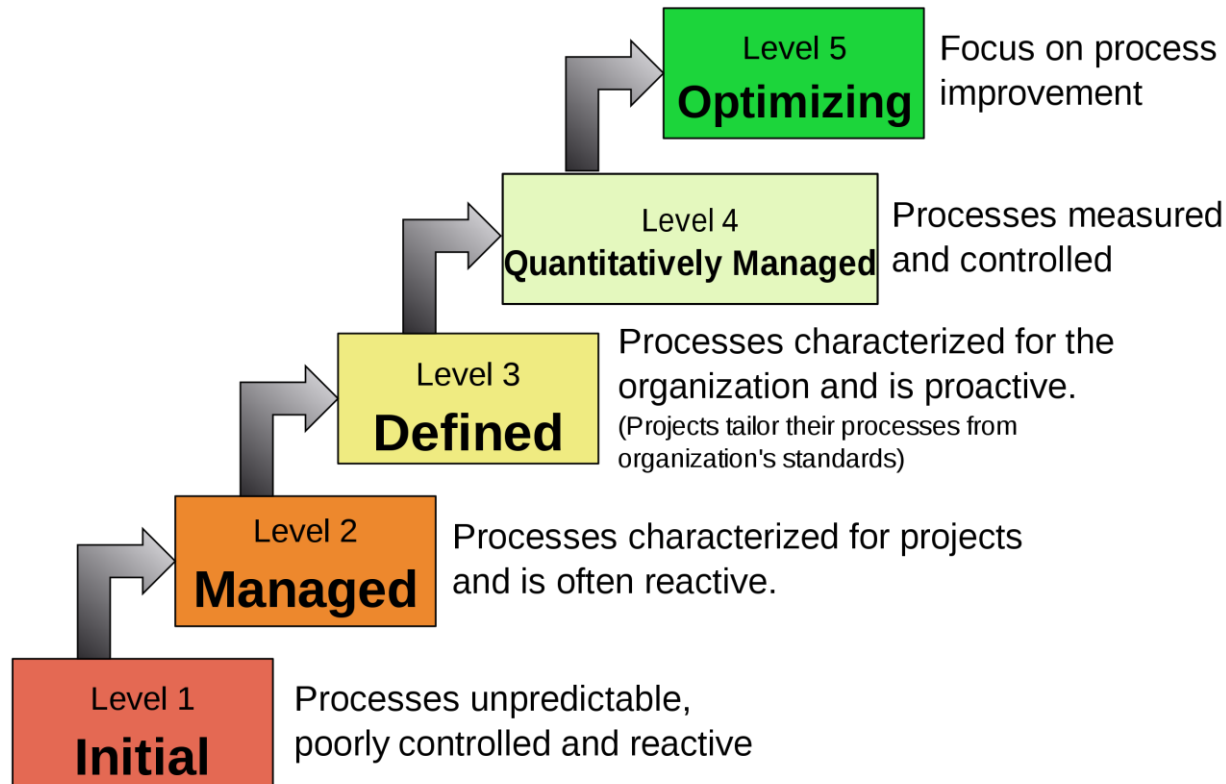 Level 5
Optimizing
Focus on process
improvement
Level 4
Quantitatively Managed
Processes measured
and controlled
Level 3
Defined
Processes characterized for the
organization and is proactive.
(Projects tailor their processes from
organization's standards)
Level 2
Managed
Processes characterized for projects
and is often reactive.
Level 1
Initial
Processes unpredictable,
poorly controlled and reactive